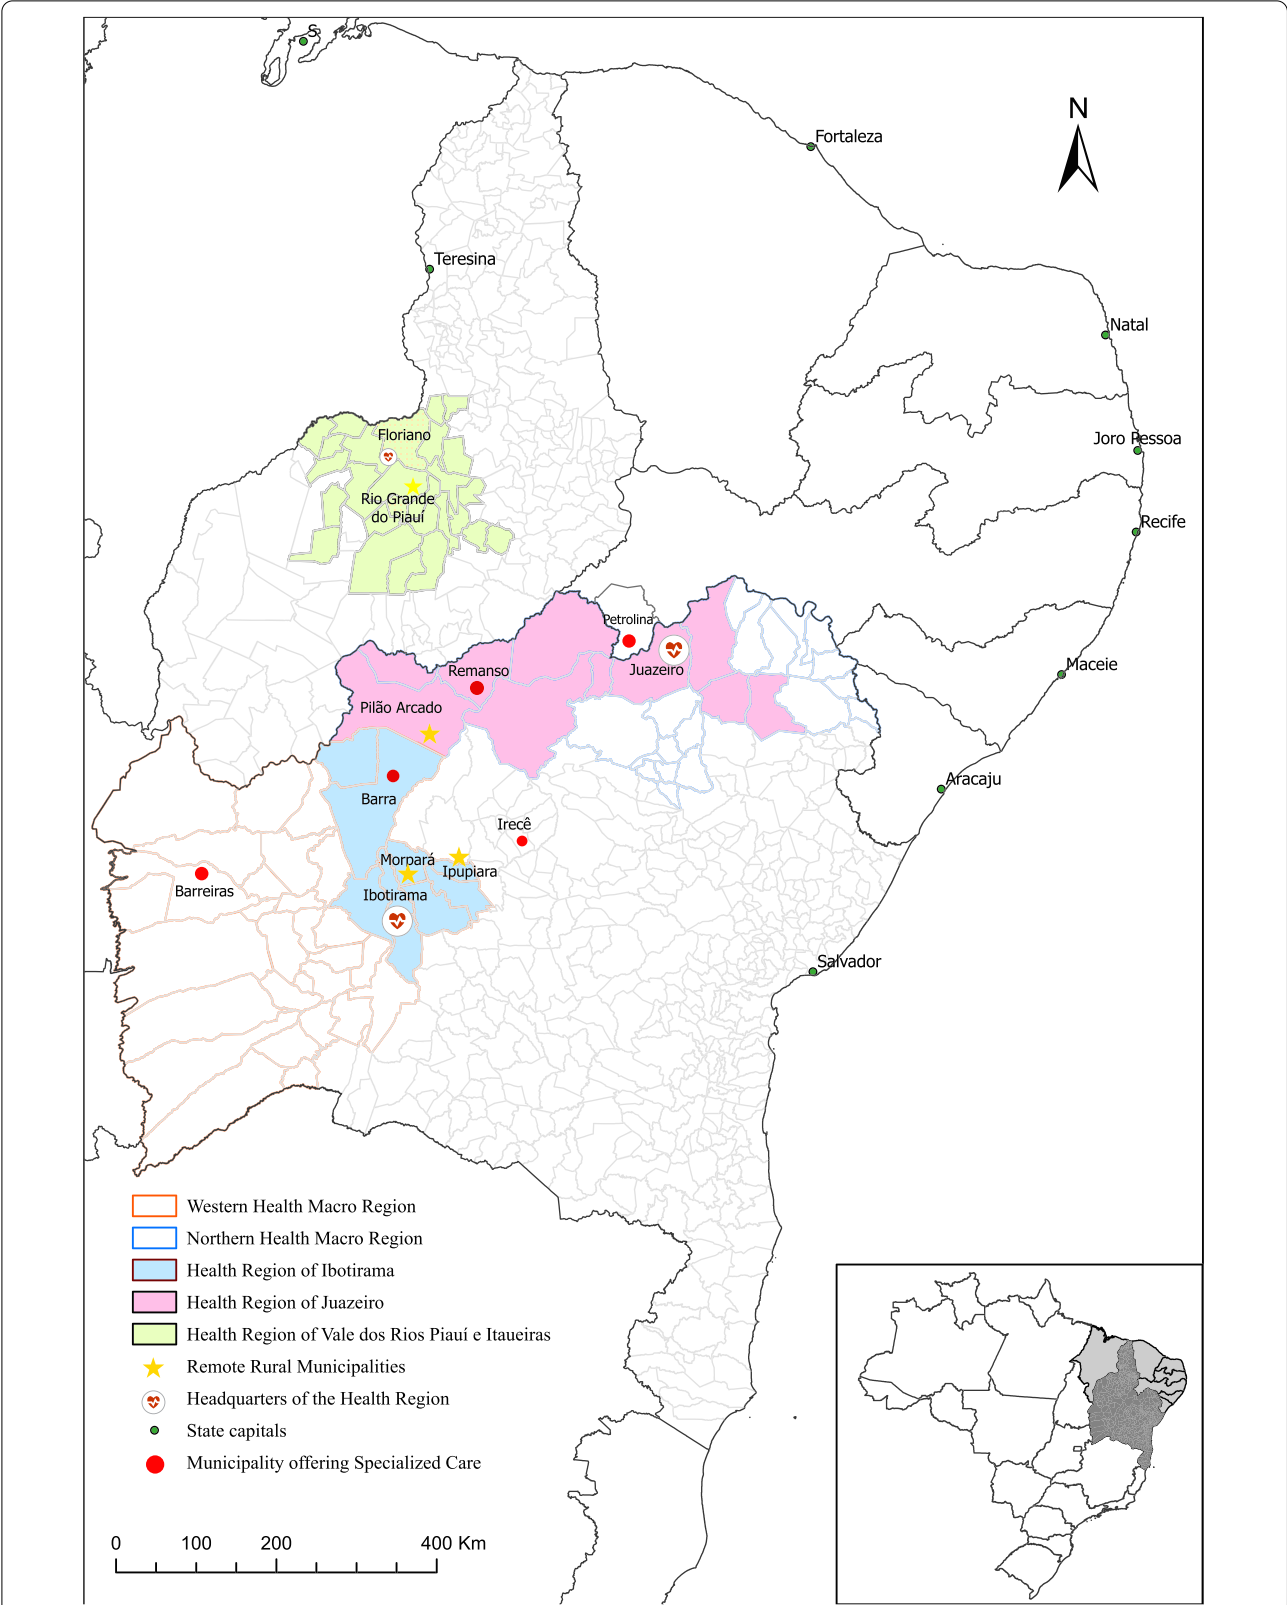 S
Fortaleza
N
Teresina
Natal
Floriano
Joro Pessoa
Rio Grande
do Piauí
Recife
Petrolina
Maceie
Remanso
Juazeiro
Pilão Arcado
Aracaju
Barra
Irecê
Morpará
Ipupiara
Barreiras
Ibotirama
Salvador
Western Health Macro Region
Northern Health Macro Region
Health Region of Ibotirama
Health Region of Juazeiro
Health Region of Vale dos Rios Piauí e Itaueiras
Remote Rural Municipalities
Headquarters of the Health Region
State capitals
Municipality offering Specialized Care
0 100 200 400 Km